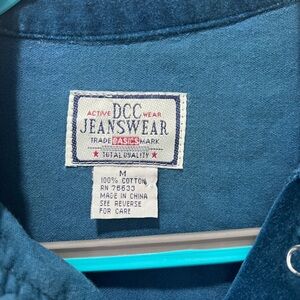 DCC
ACTIVE WEAR
JEANSWEAR
TRADE BASICS MARK
★ TOTAL QUALITY ★
M
100% COTTON
RN 76633
MADE IN CHINA
SEE REVERSE
FOR CARE